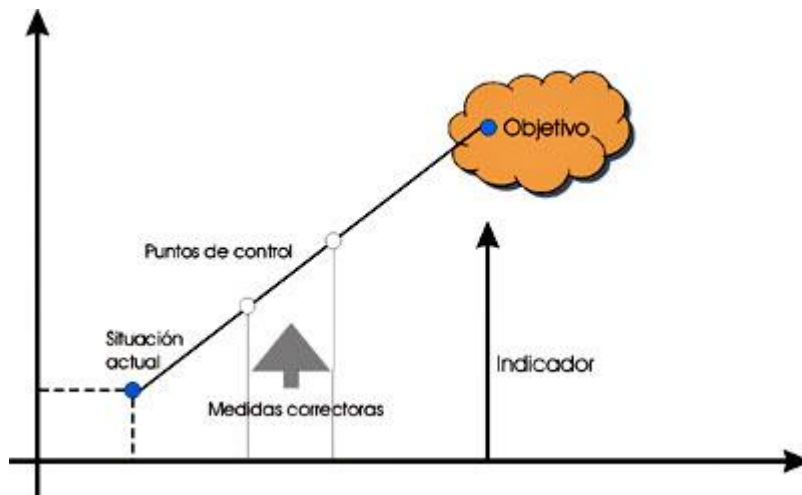 Objetivo
Puntos de control
Situación
actual
Indicador
Medidas correctoras